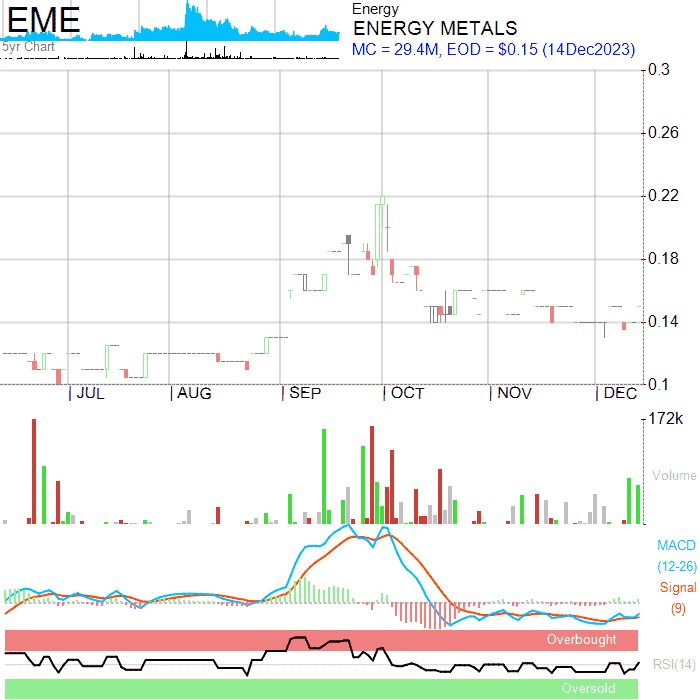 EME
5yr Chart
Energy
ENERGY METALS
MC = 29.4M, EOD = $0.15 (14Dec2023)
0.3
0.26
0.22
0.18
0.14
0.1
JUL AUG SEP OCT NOV DEC
172k
Volume
MACD
(12-26)
Signal
(9)
Overbought
RSI(14)
Oversold